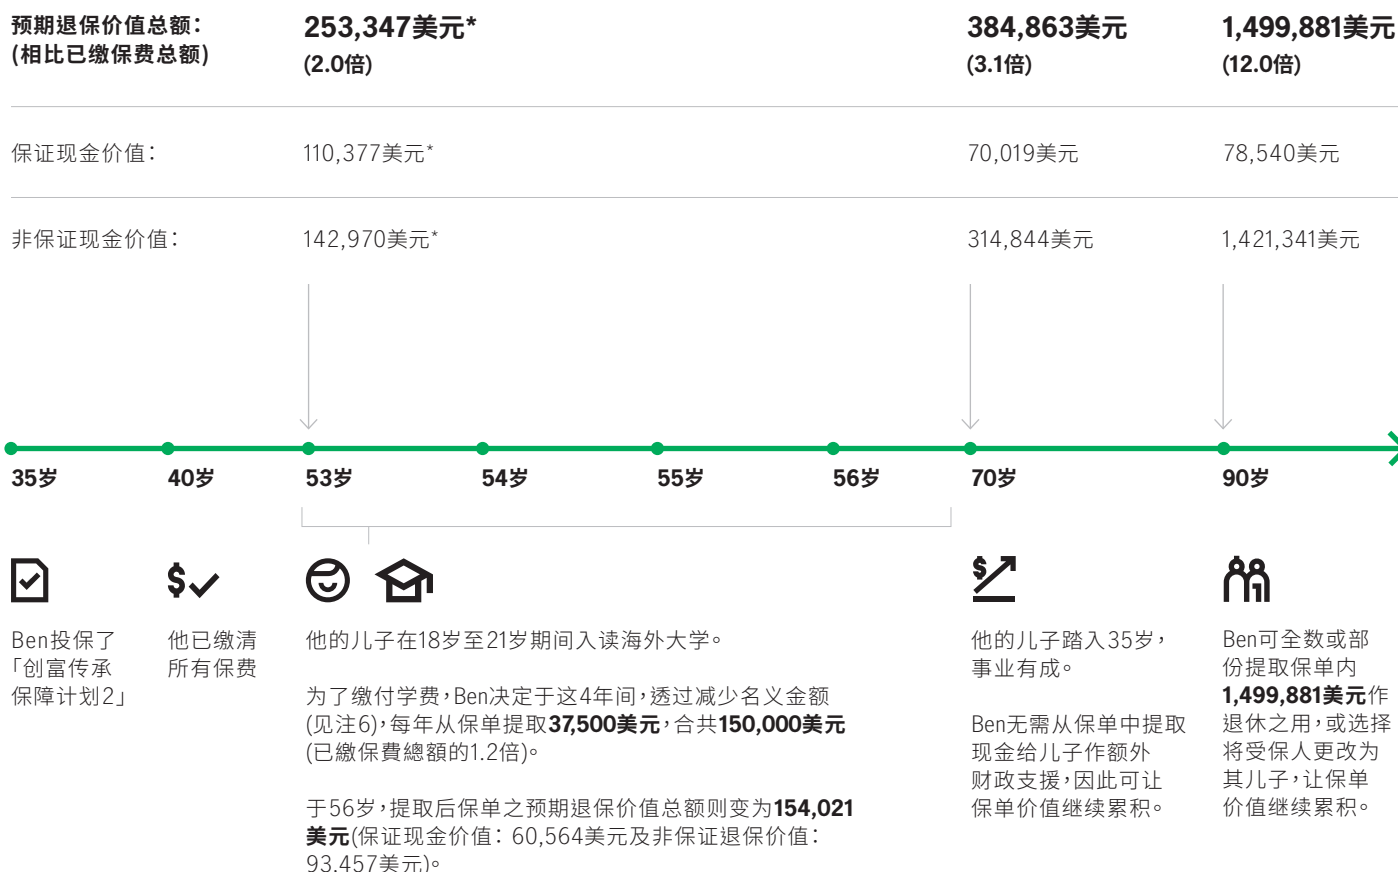 预期退保价值总额：
(相比已缴保费总额)
253,347美元*
(2.0倍)
384,863美元
(3.1倍)
1,499,881美元
(12.0倍)
保证现金价值：
110,377美元*
70,019美元
78,540美元
非保证现金价值：
142,970美元*
314,844美元
1,421,341美元
35岁
40岁
53岁
54岁
55岁
56岁
70岁
90岁
Ben投保了
「创富传承
保障计划2」
他已缴清
所有保费
他的儿子在18岁至21岁期间入读海外大学。
为了缴付学费，Ben决定于这4年间，透过减少名义金额
(见注6)，每年从保单提取37,500美元，合共150,000美元
(已繳保費總額的1.2倍)。
于56岁，提取后保单之预期退保价值总额则变为154,021
美元(保证现金价值：60,564美元及非保证退保价值：
93,457美元)。
他的儿子踏入35岁，
事业有成。
Ben无需从保单中提取
现金给儿子作额外
财政支援，因此可让
保单价值继续累积。
Ben可全数或部
份提取保单内
1,499,881美元作
退休之用，或选择
将受保人更改为
其儿子，让保单
价值继续累积。